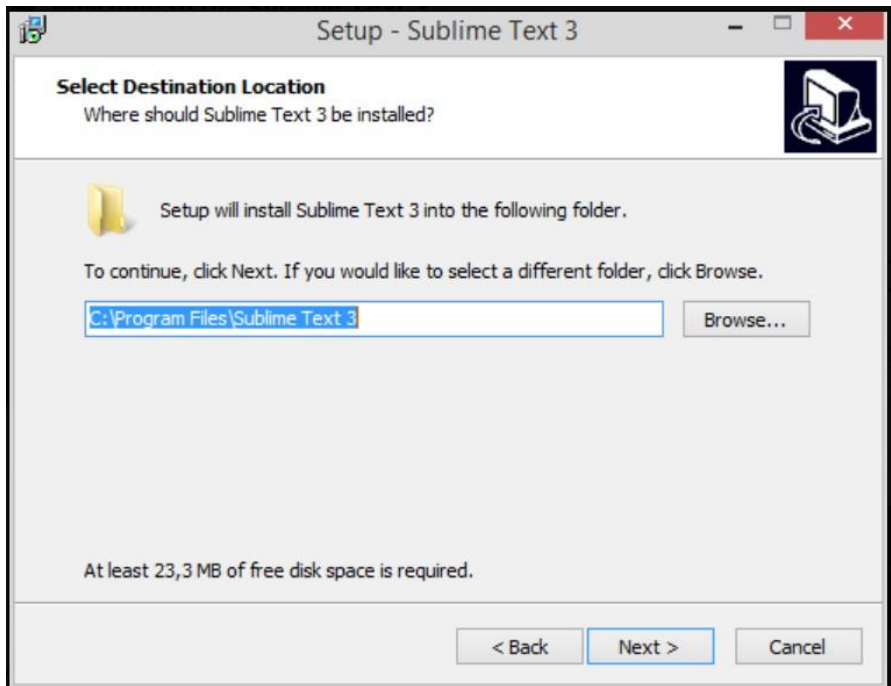 Setup - Sublime Text 3
Select Destination Location
Where should Sublime Text 3 be installed?
Setup will install Sublime Text 3 into the following folder.
To continue, click Next. If you would like to select a different folder, click Browse.
C:\Program Files\Sublime Text 3
Browse...
At least 23,3 MB of free disk space is required.
< Back
Next >
Cancel